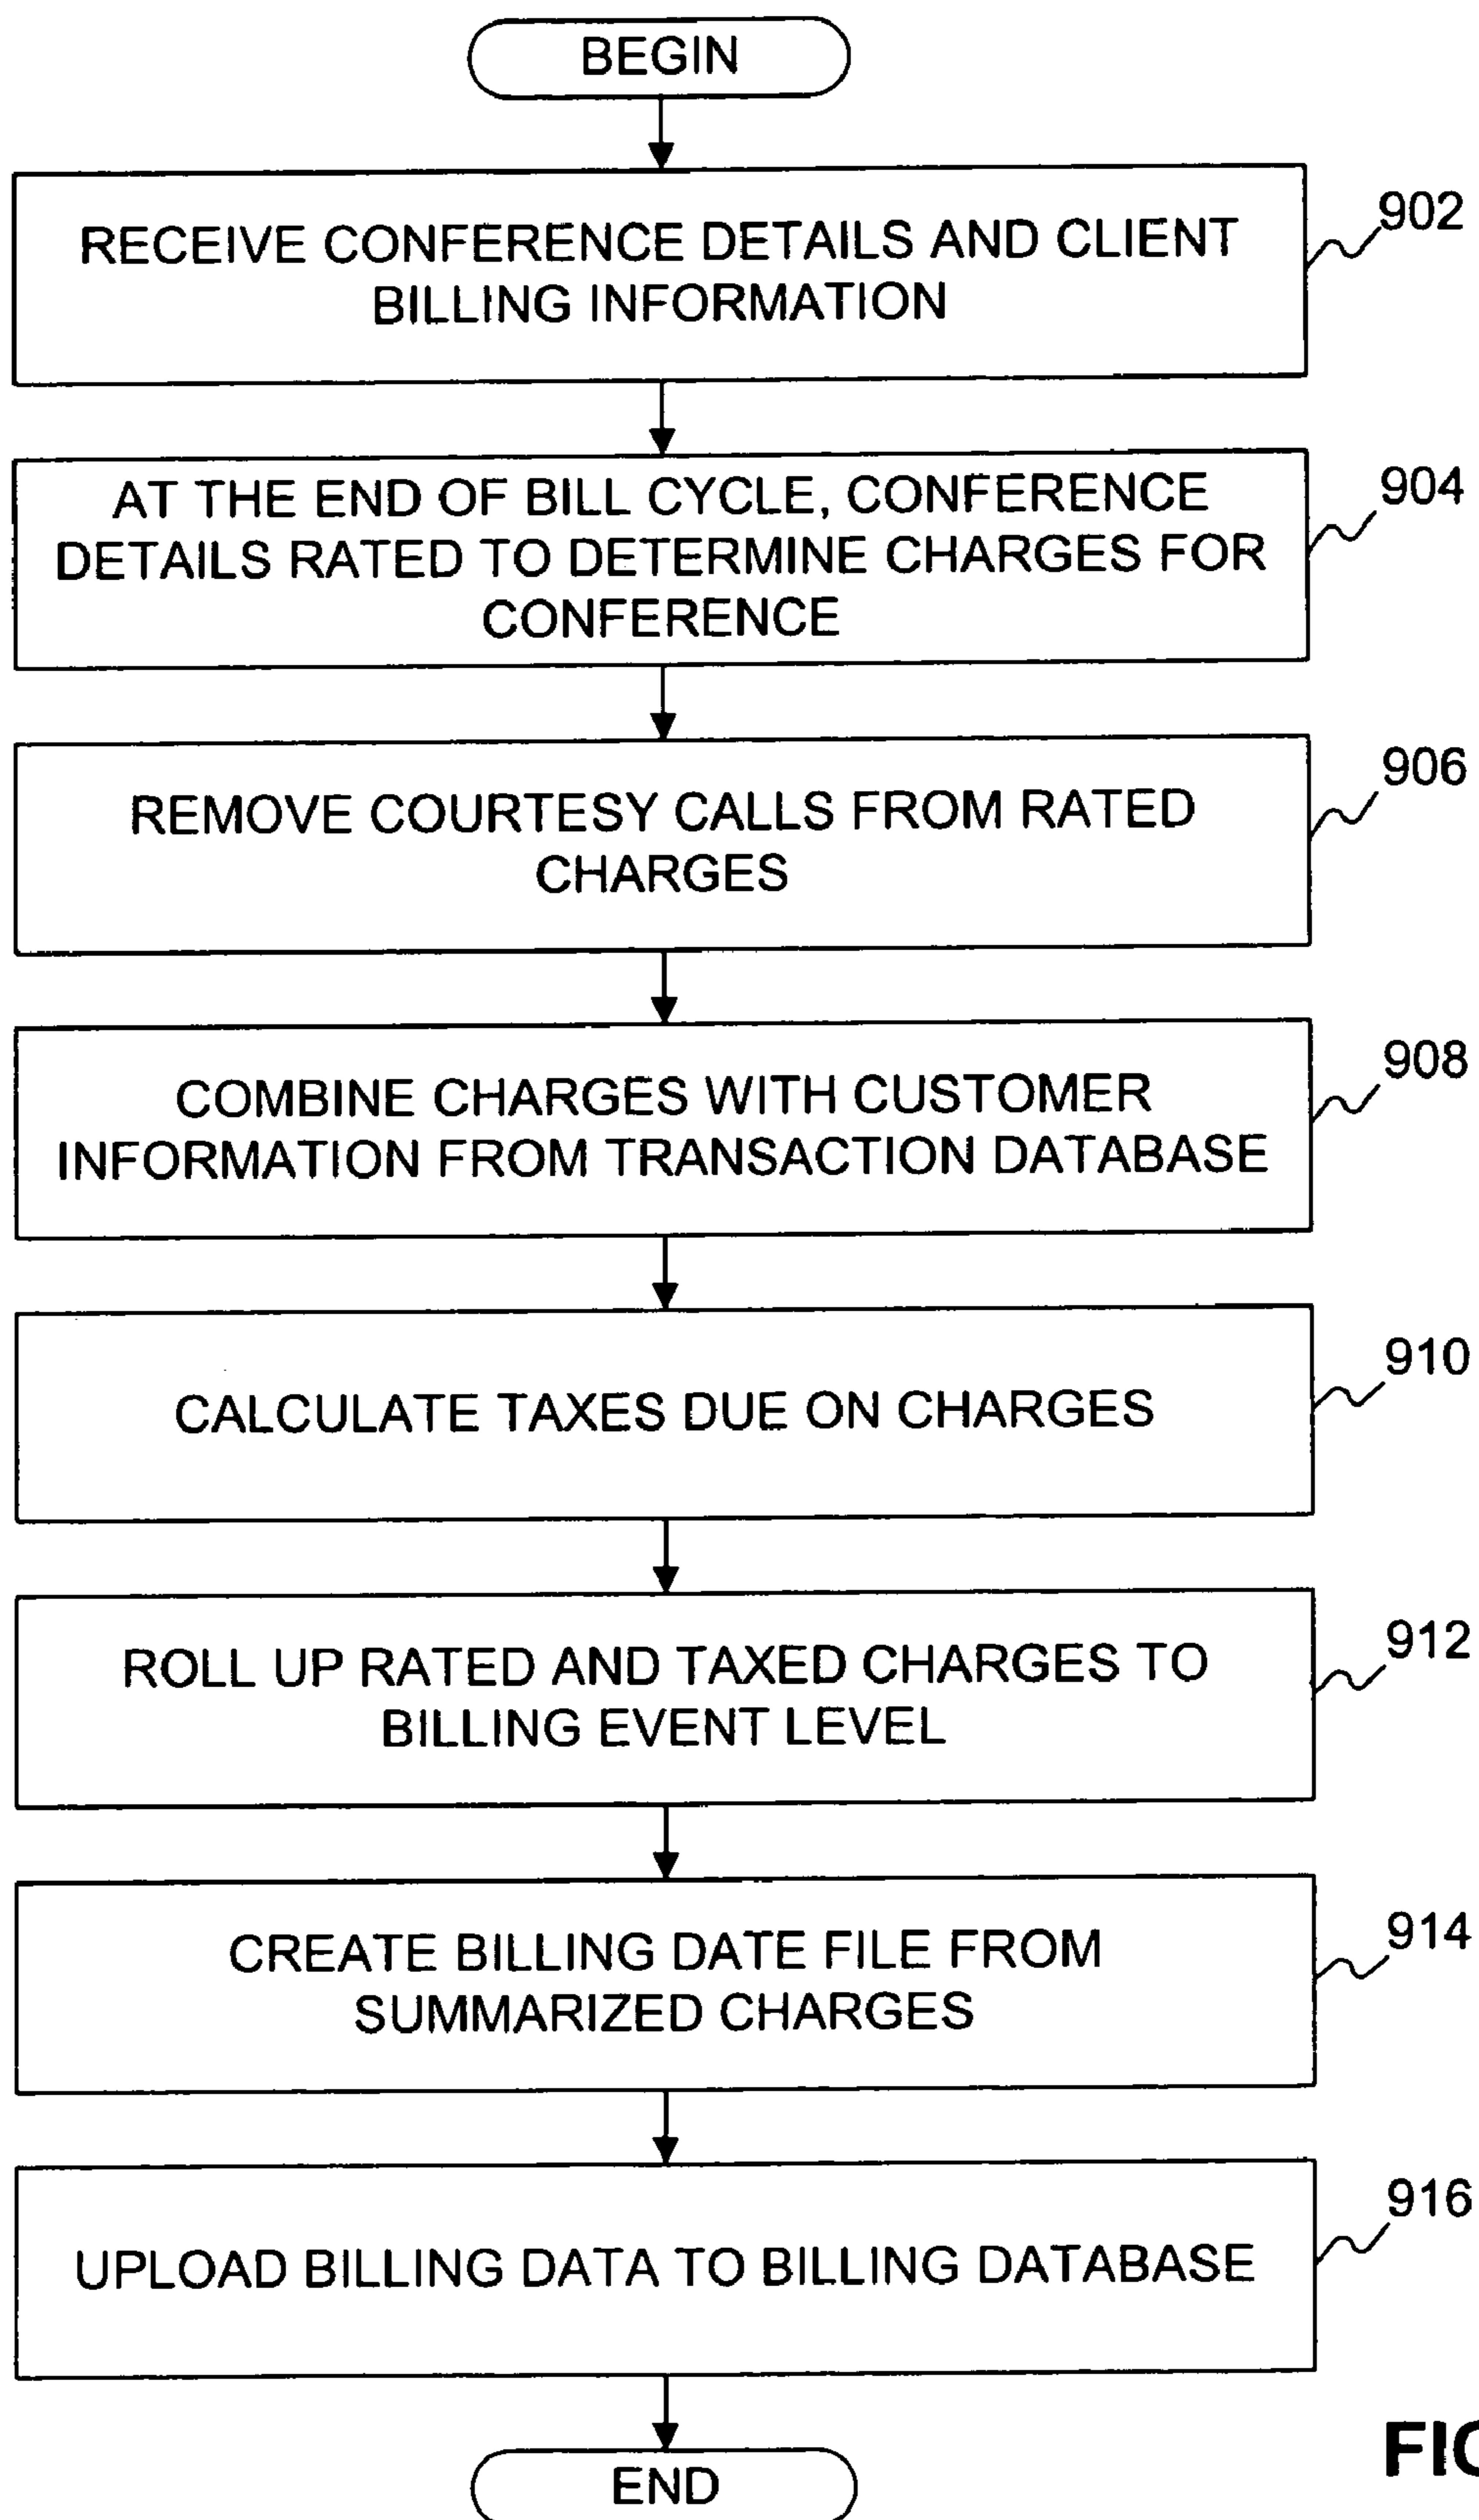 BEGIN
RECEIVE CONFERENCE DETAILS AND CLIENT
BILLING INFORMATION
902
AT THE END OF BILL CYCLE, CONFERENCE
DETAILS RATED TO DETERMINE CHARGES FOR
CONFERENCE
904
REMOVE COURTESY CALLS FROM RATED
CHARGES
906
COMBINE CHARGES WITH CUSTOMER
INFORMATION FROM TRANSACTION DATABASE
908
CALCULATE TAXES DUE ON CHARGES
910
ROLL UP RATED AND TAXED CHARGES TO
BILLING EVENT LEVEL
912
CREATE BILLING DATE FILE FROM
SUMMARIZED CHARGES
914
UPLOAD BILLING DATA TO BILLING DATABASE
916
END